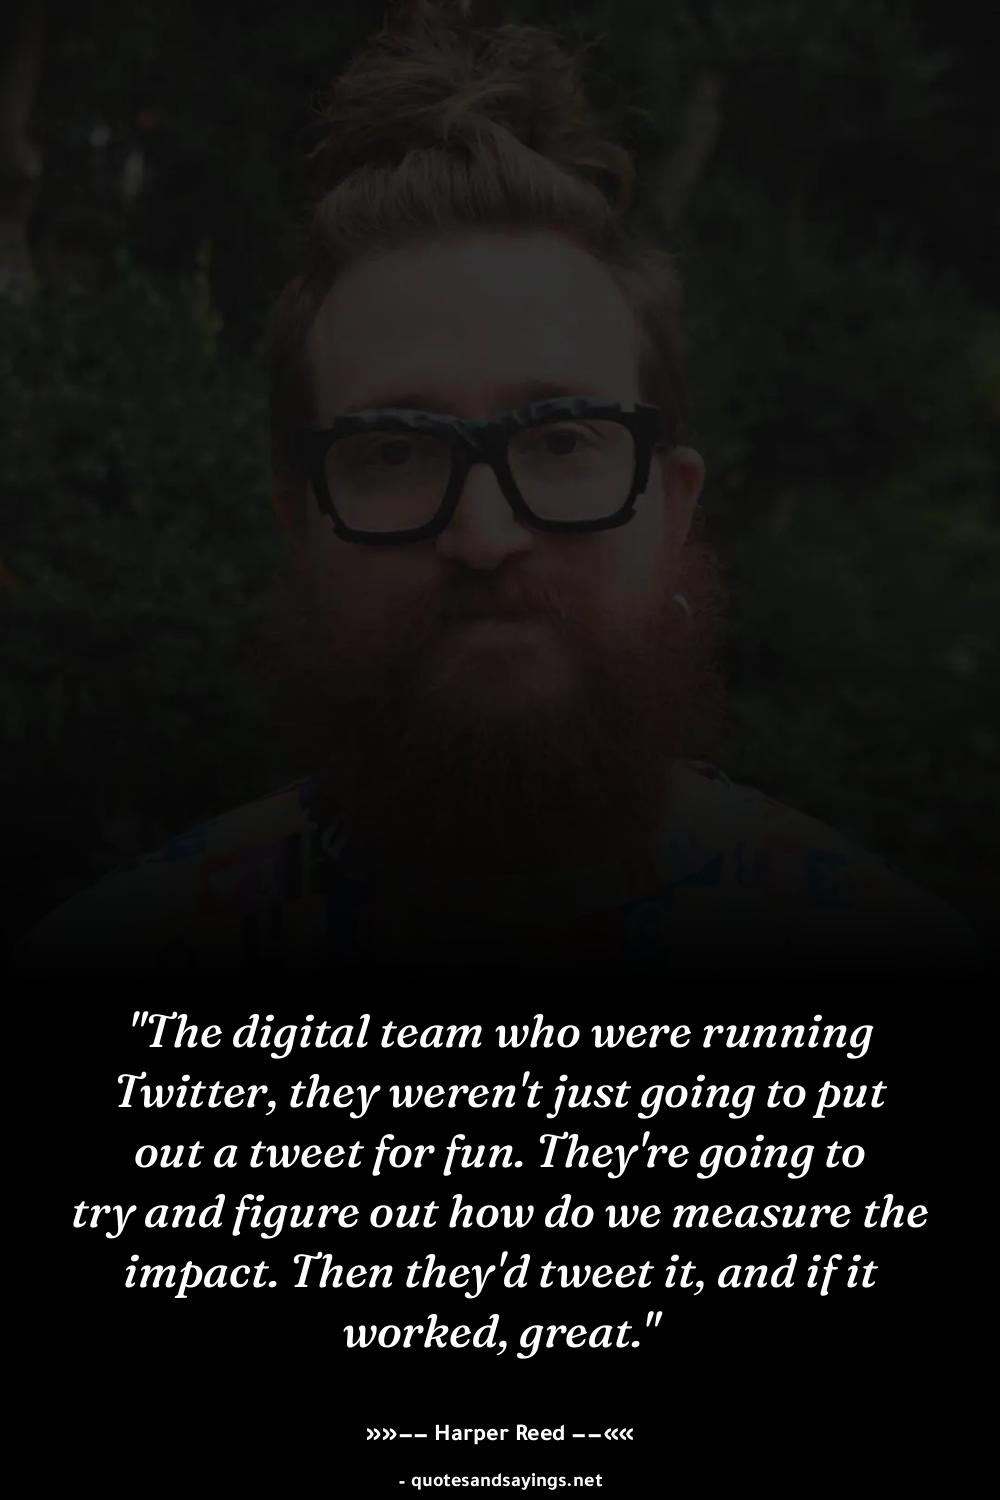 "The digital team who were running
Twitter, they weren't just going to put
out a tweet for fun. They're going to
try and figure out how do we measure the
impact. Then they'd tweet it, and if it
worked, great."
»»–– Harper Reed ––««
- quotesandsayings.net